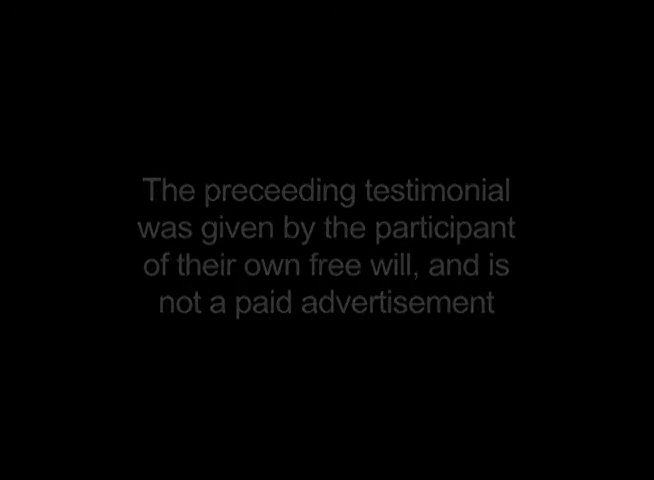 The preceeding testimonial
was given by the participant
of their own free will, and is
not a paid advertisement